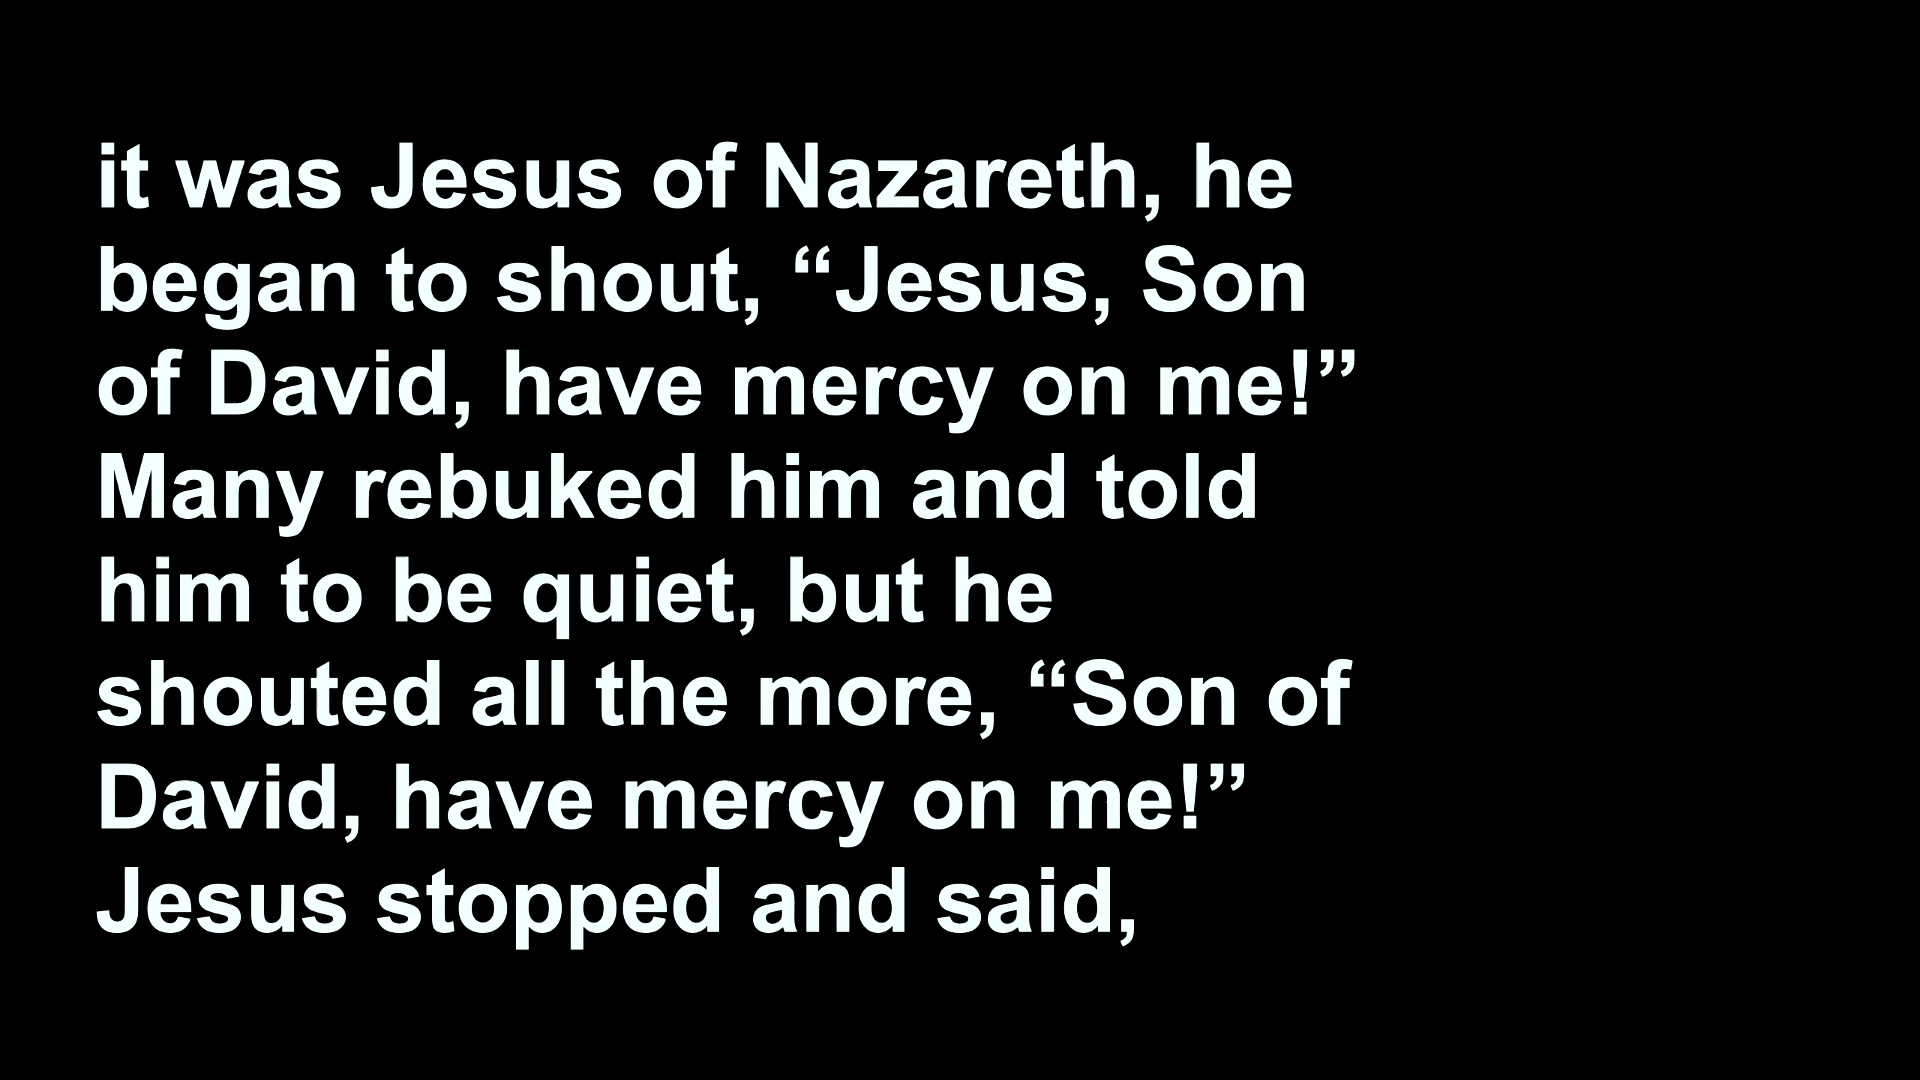 it was Jesus of Nazareth, he
began to shout, “Jesus, Son
of David, have mercy on me!”
Many rebuked him and told
him to be quiet, but he
shouted all the more, “Son of
David, have mercy on me!”
Jesus stopped and said,